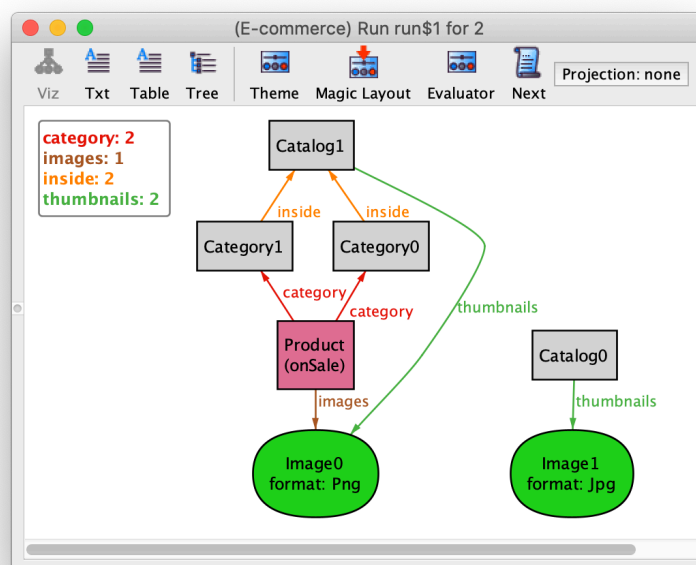 (E-commerce) Run run$1 for 2
Viz
Txt
Table
Tree
Theme
Magic Layout
Evaluator
Next
Projection: none
category: 2
images: 1
inside: 2
thumbnails: 2
Catalog1
inside
inside
Category1
Category0
category
category
thumbnails
Product
(onSale)
Catalog0
images
thumbnails
Image0
format: Png
Image1
format: Jpg